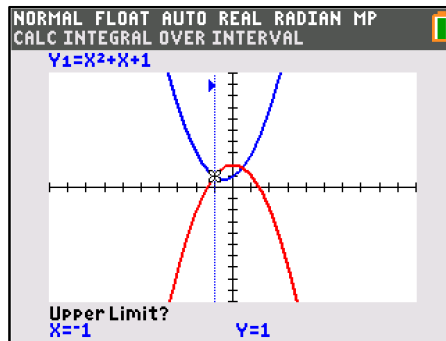 NORMAL FLOAT AUTO REAL RADIAN MP
CALC INTEGRAL OVER INTERVAL
Y₁=X²+X+1
Upper Limit?
X=⁻1 Y=1